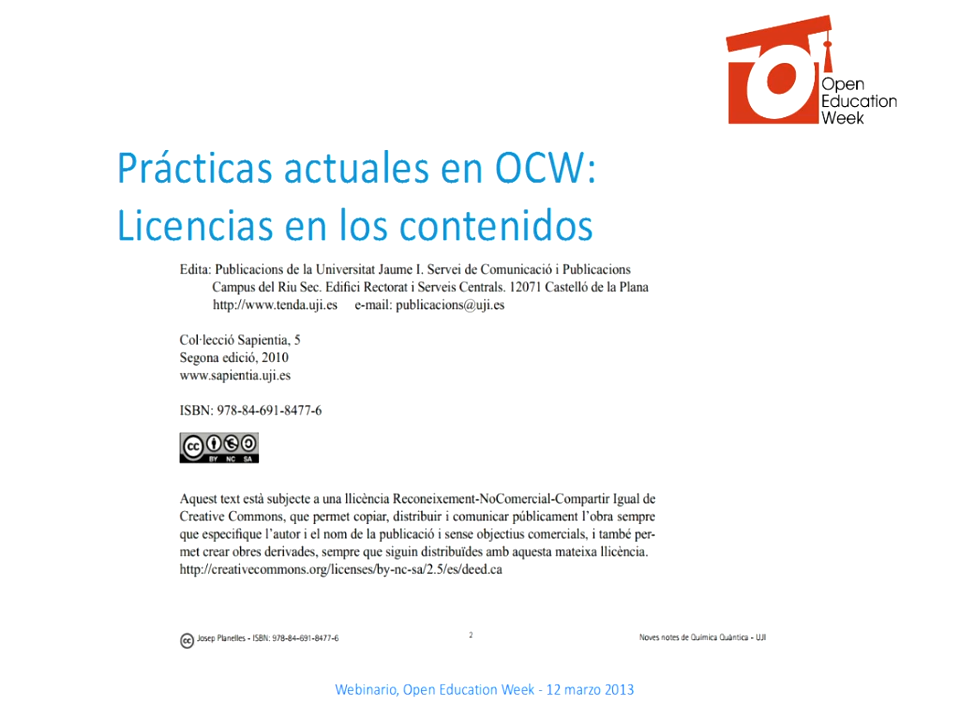 Open
Education
Week
Prácticas actuales en OCW:
Licencias en los contenidos
Edita: Publicacions de la Universitat Jaume I. Servei de Comunicació i Publicacions
Campus del Riu Sec. Edifici Rectorat i Serveis Centrals. 12071 Castelló de la Plana
http://www.tenda.uji.es e-mail: publicacions@uji.es
Col·lecció Sapientia, 5
Segona edició, 2010
www.sapientia.uji.es
ISBN: 978-84-691-8477-6
cc BY NC SA
Aquest text està subjecte a una llicència Reconeixement-NoComercial-Compartir Igual de
Creative Commons, que permet copiar, distribuir i comunicar públicament l’obra sempre
que especifique l’autor i el nom de la publicació i sense objectius comercials, i també per-
met crear obres derivades, sempre que siguin distribuïdes amb aquesta mateixa llicència.
http://creativecommons.org/licenses/by-nc-sa/2.5/es/deed.ca
cc Josep Planelles - ISBN: 978-84-691-8477-6 2 Noves notes de Química Quàntica - UJI
Webinario, Open Education Week - 12 marzo 2013